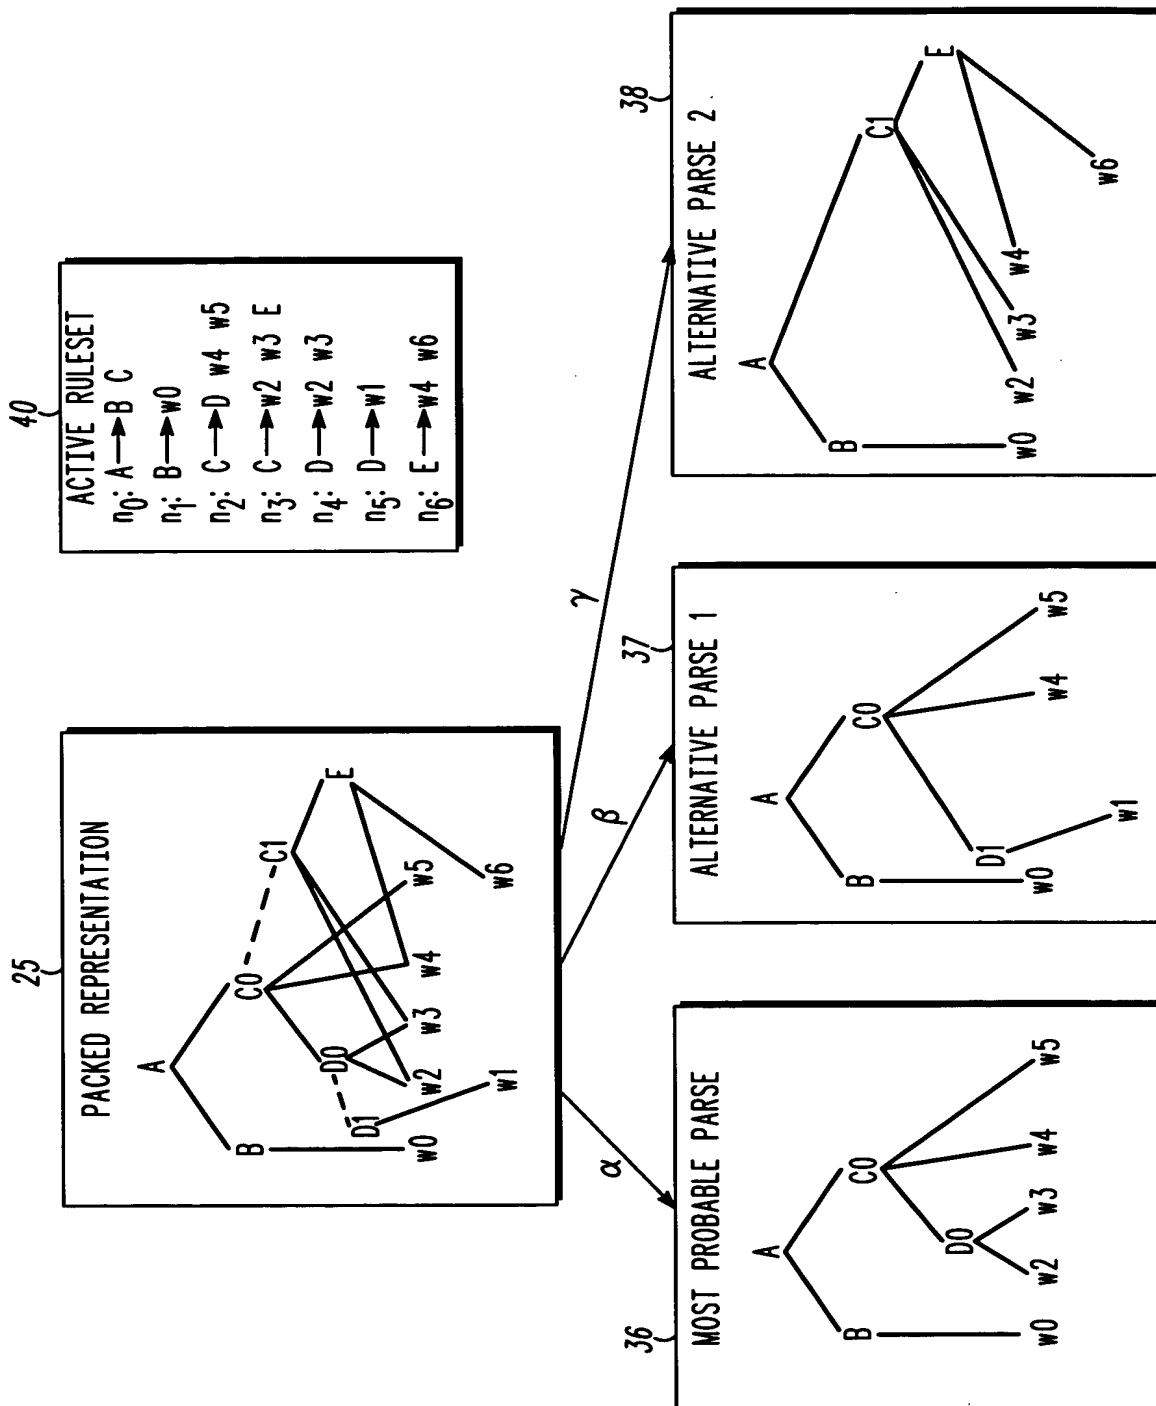 25
PACKED REPRESENTATION
A
B C0 C1
D1 D0 E
w0 w2 w3 w4 w5
w1 w6
40
ACTIVE RULESET
n0: A→B C
n1: B→w0
n2: C→D w4 w5
n3: C→w2 w3 E
n4: D→w2 w3
n5: D→w1
n6: E→w4 w6
α
β
γ
36
MOST PROBABLE PARSE
A
B C0
D0
w0 w2 w3 w4 w5
37
ALTERNATIVE PARSE 1
A
B C0
D1
w0 w4 w5
w1
38
ALTERNATIVE PARSE 2
A
B C1
E
w0 w2 w3 w4
w6